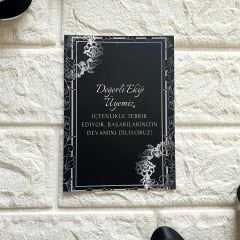 Değerli Ekip
Üyemiz,
İÇTENLİKLE TEBRİK
EDİYOR, BAŞARILARINIZIN
DEVAMINI DİLİYORUZ!